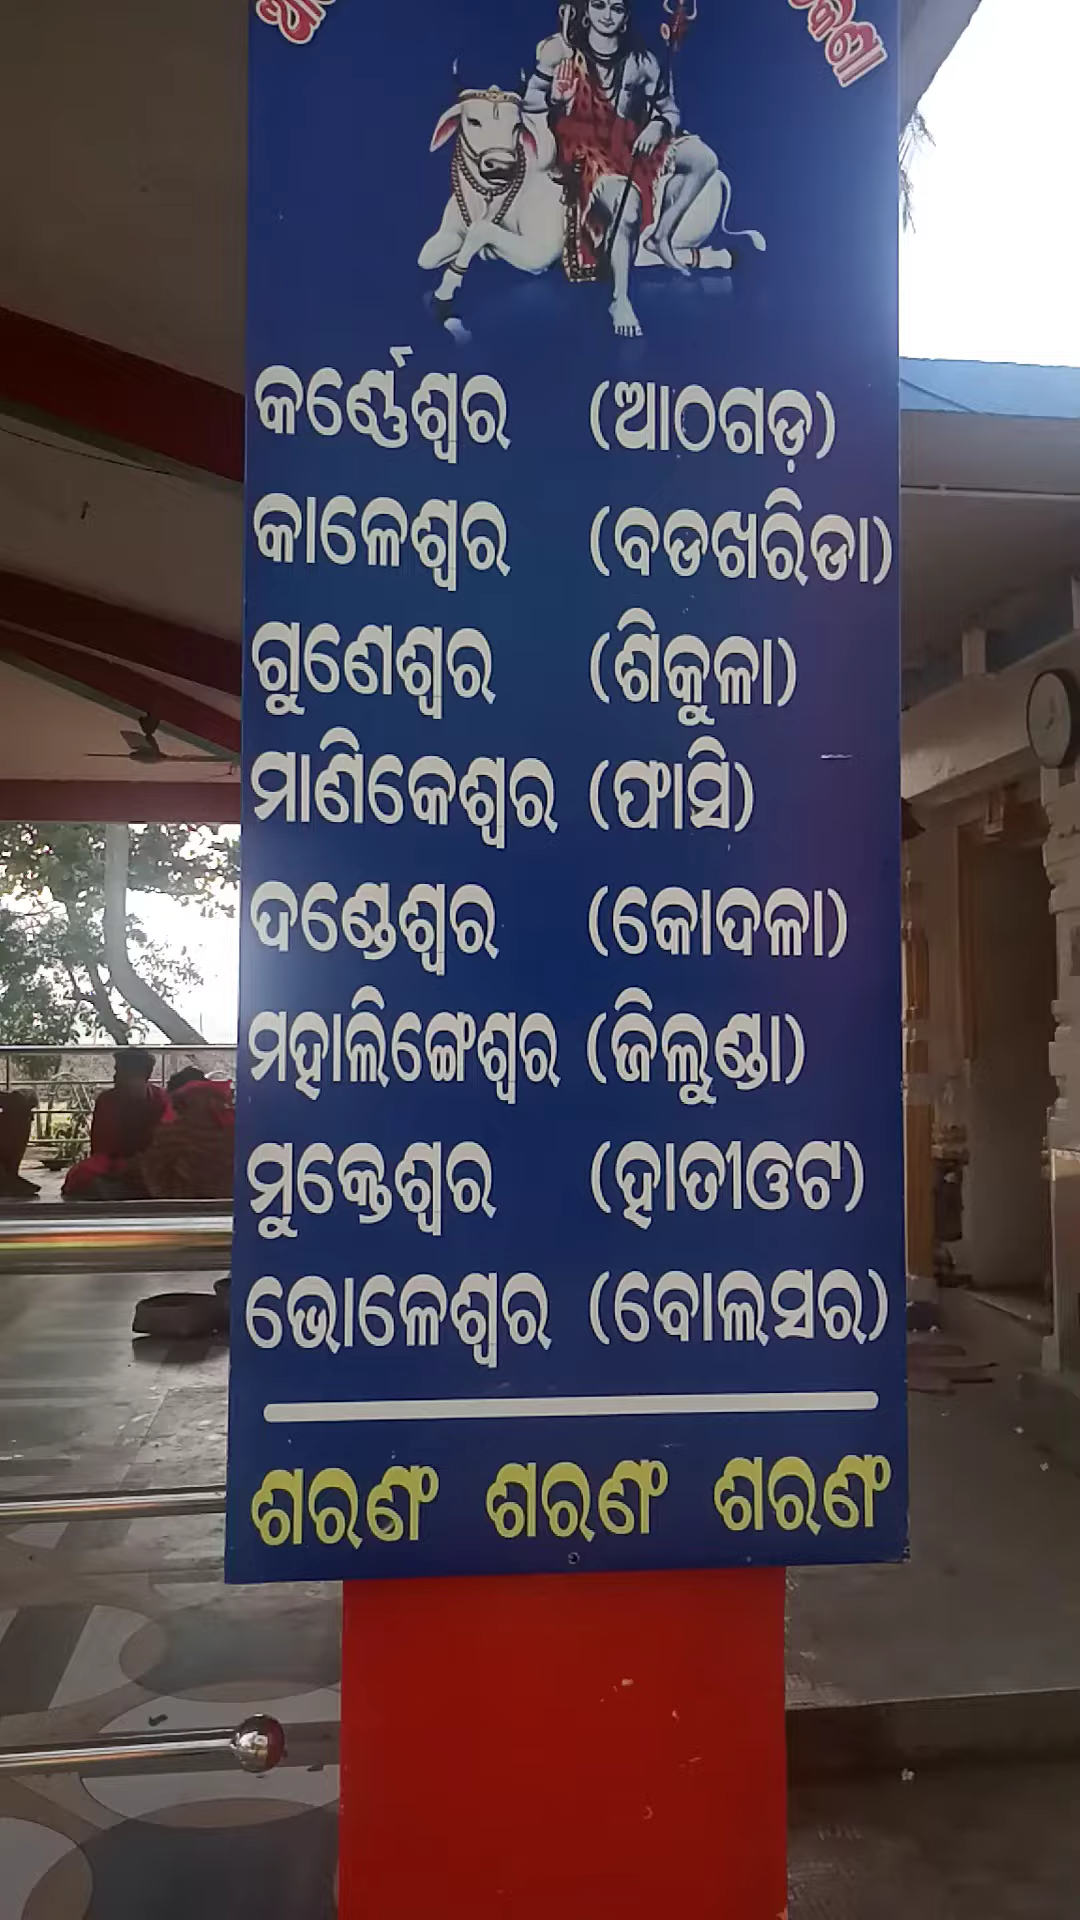 କର୍ଣ୍ଣେଶ୍ୱର (ଆଠଗଡ଼)
କାଳେଶ୍ୱର (ବଡଖରିଡା)
ଗୁଣେଶ୍ୱର (ଶିକୁଳା)
ମାଣିକେଶ୍ୱର (ଫାସି)
ଦଣ୍ଡେଶ୍ୱର (କୋଦଳା)
ମହାଲିଙ୍ଗେଶ୍ୱର (ଜିଲୁଣ୍ଡା)
ମୁକ୍ତେଶ୍ୱର (ହାତୀଓଟ)
ଭୋଳେଶ୍ୱର (ବୋଲସର)
ଶରଣଂ ଶରଣଂ ଶରଣଂ